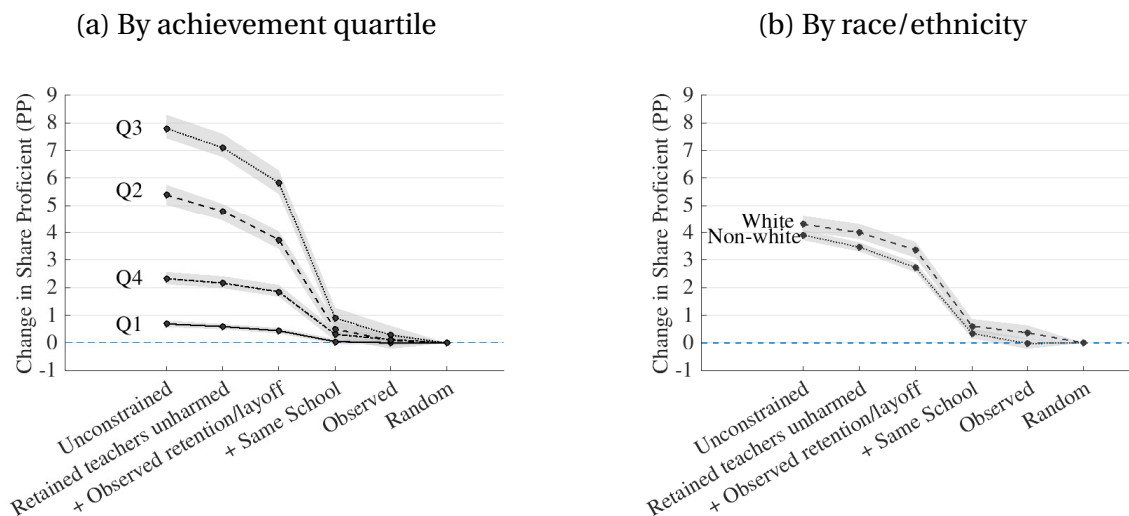 (a) By achievement quartile
Change in Share Proficient (PP)
9
8
7
6
5
4
3
2
1
0
-1
Q3
Q2
Q4
Q1
Unconstrained
Retained teachers unharmed
+ Observed retention/layoff
+ Same School
Observed
Random
(b) By race/ethnicity
Change in Share Proficient (PP)
9
8
7
6
5
4
3
2
1
0
-1
White
Non-white
Unconstrained
Retained teachers unharmed
+ Observed retention/layoff
+ Same School
Observed
Random